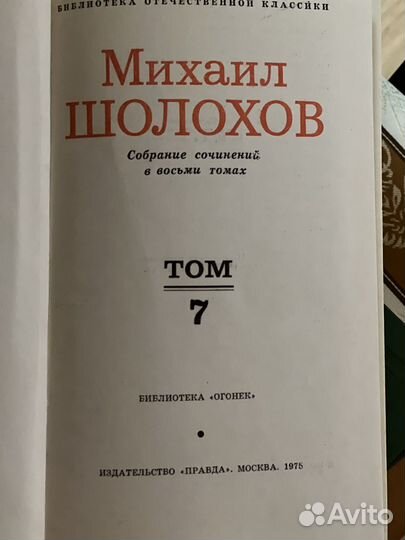 БИБЛИОТЕКА ОТЕЧЕСТВЕННОЙ КЛАССИКИ
Михаил
ШОЛОХОВ
Собрание сочинений
в восьми томах
ТОМ
7
БИБЛИОТЕКА «ОГОНЕК»
ИЗДАТЕЛЬСТВО «ПРАВДА». МОСКВА. 1975
Avito